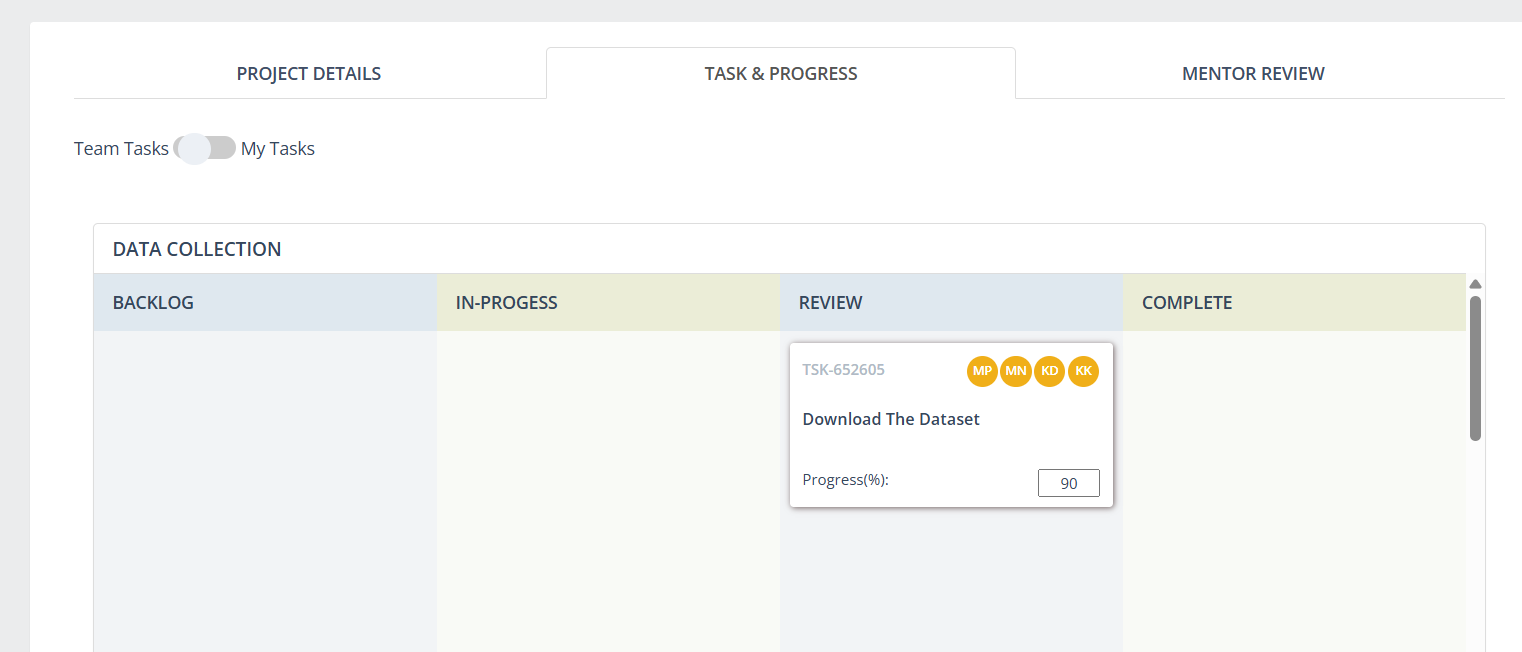 PROJECT DETAILS TASK & PROGRESS MENTOR REVIEW
Team Tasks My Tasks
DATA COLLECTION
BACKLOG IN-PROGESS REVIEW COMPLETE
TSK-652605 MP MN KD KK
Download The Dataset
Progress(%): 90